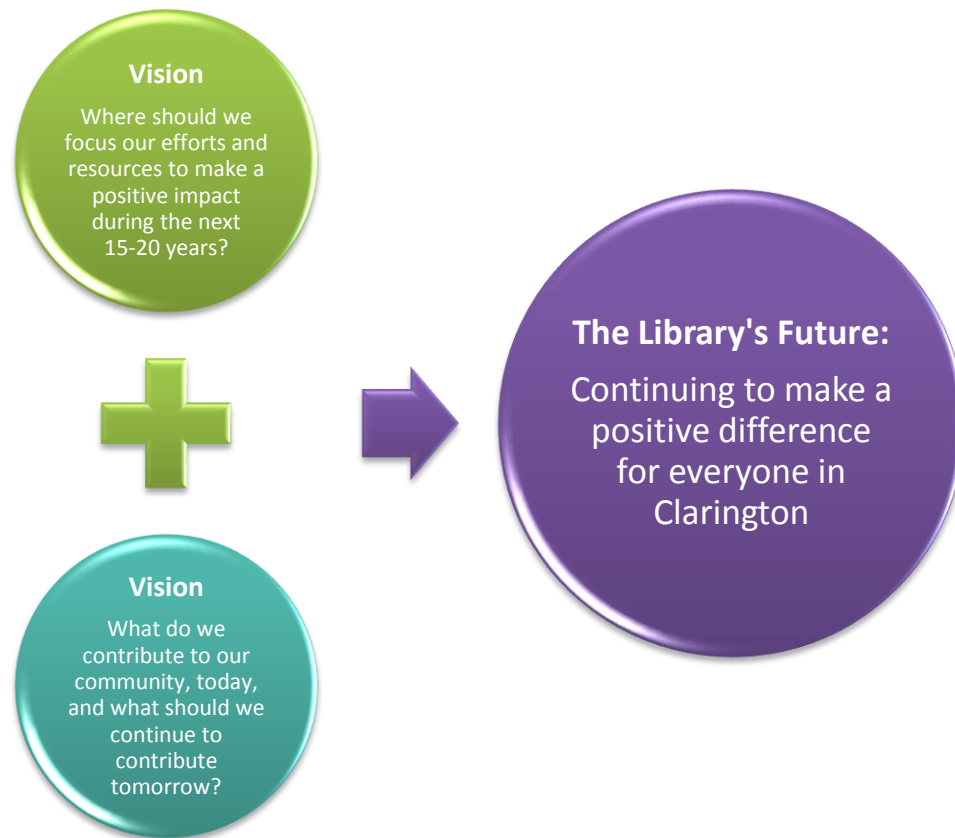 Vision
Where should we
focus our efforts and
resources to make a
positive impact
during the next
15-20 years?
Vision
What do we
contribute to our
community, today,
and what should we
continue to
contribute
tomorrow?
The Library's Future:
Continuing to make a
positive difference
for everyone in
Clarington